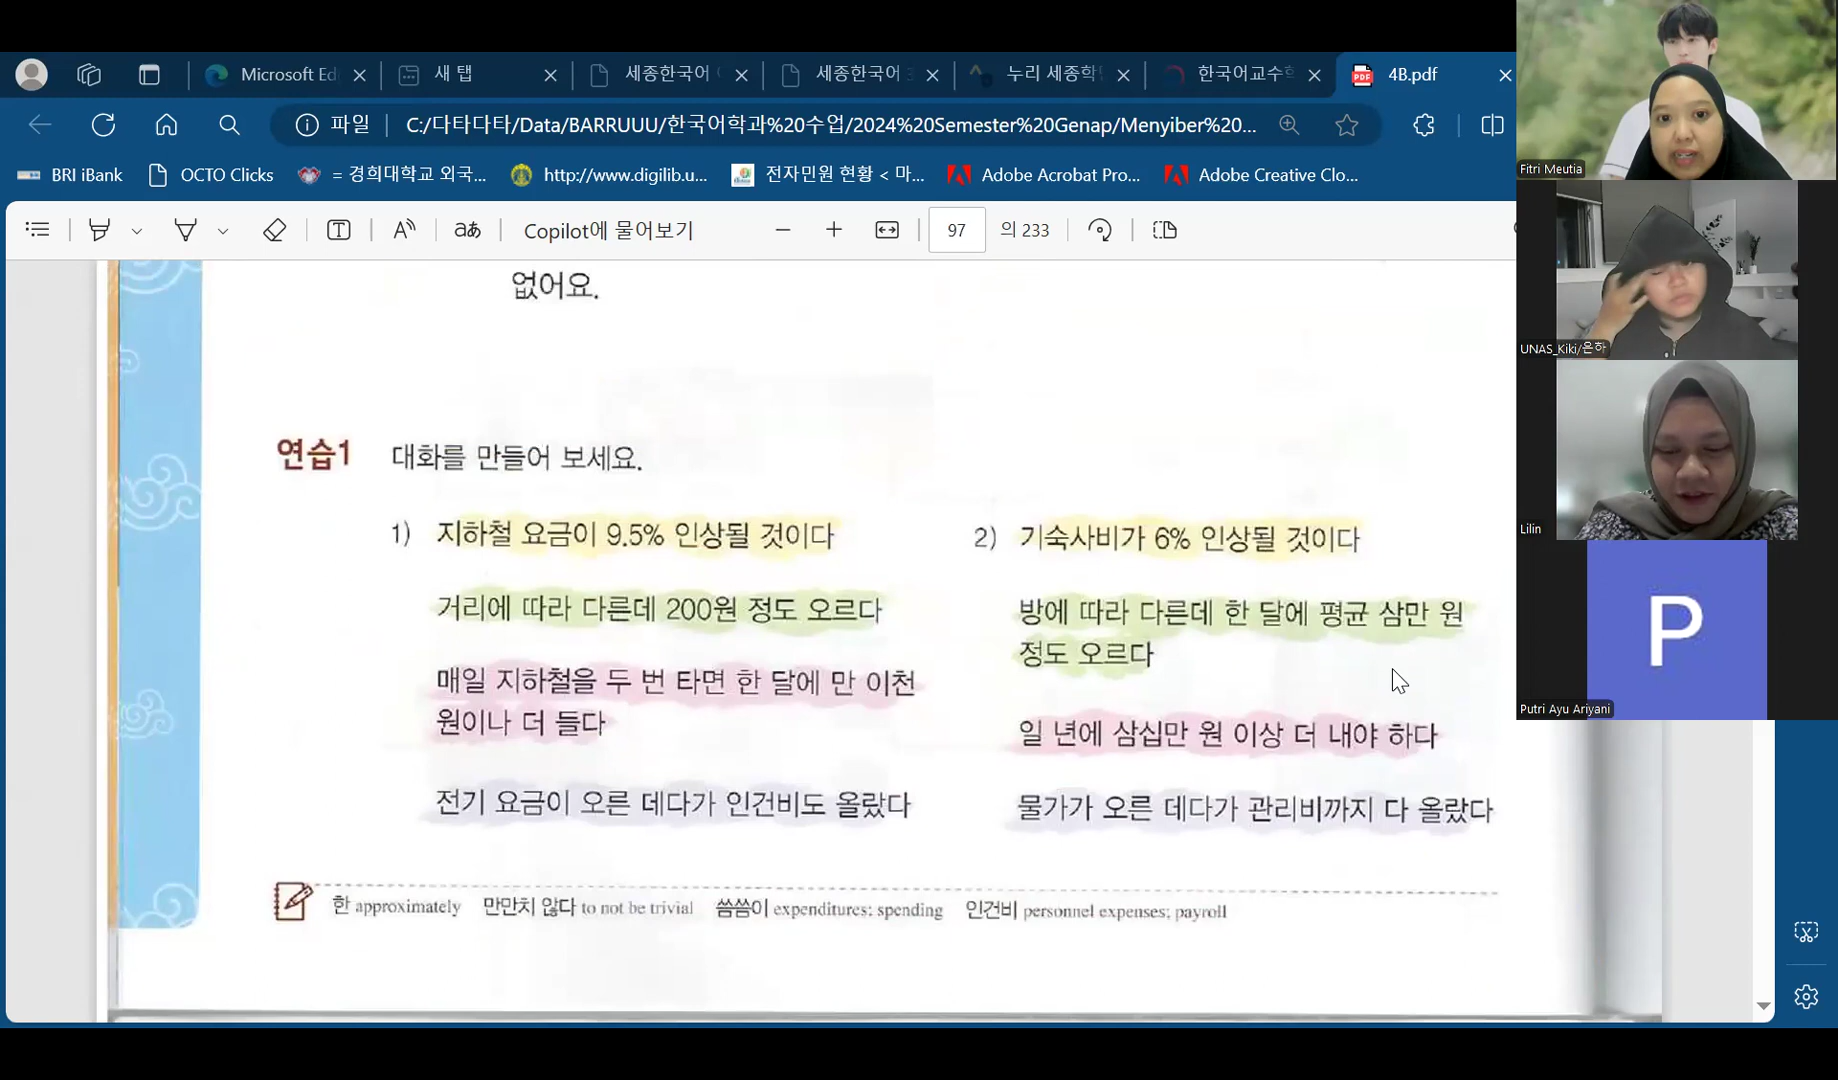 Microsoft Ed
새 탭
세종한국어
세종한국어 3
누리 세종학당
한국어교수학
4B.pdf
파일
C:/다타다타/Data/BARRUUU/한국어학과%20수업/2024%20Semester%20Genap/Menyiber%20...
BRI iBank
OCTO Clicks
= 경희대학교 외국...
http://www.digilib.u...
전자민원 현황 < 마...
Adobe Acrobat Pro...
Adobe Creative Clo...
Copilot에 물어보기
97
의 233
없어요.
연습1 대화를 만들어 보세요.
1) 지하철 요금이 9.5% 인상될 것이다
거리에 따라 다른데 200원 정도 오르다
매일 지하철을 두 번 타면 한 달에 만 이천
원이나 더 들다
전기 요금이 오른 데다가 인건비도 올랐다
2) 기숙사비가 6% 인상될 것이다
방에 따라 다른데 한 달에 평균 삼만 원
정도 오르다
일 년에 삼십만 원 이상 더 내야 하다
물가가 오른 데다가 관리비까지 다 올랐다
한 approximately 만만치 않다 to not be trivial 씀씀이 expenditures; spending 인건비 personnel expenses; payroll
Fitri Meutia
UNAS_Kiki/은하
Lilin
P
Putri Ayu Ariyani